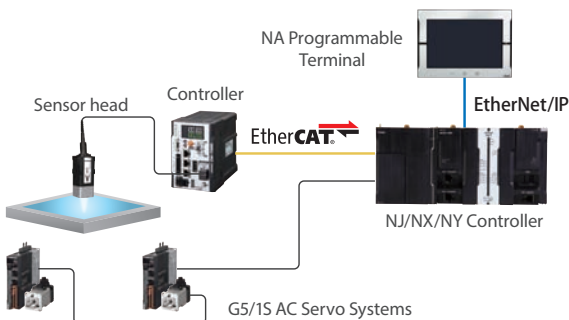 NA Programmable
Terminal
Controller
Sensor head
EtherNet/IP
EtherCAT®
NJ/NX/NY Controller
G5/1S AC Servo Systems